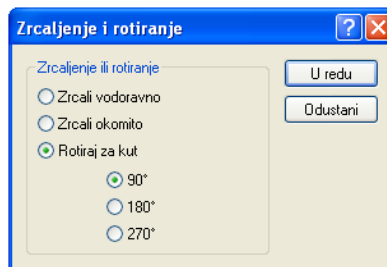 Zrcaljenje i rotiranje
Zrcaljenje ili rotiranje
Zrcali vodoravno
Zrcali okomito
Rotiraj za kut
90°
180°
270°
U redu
Odustani